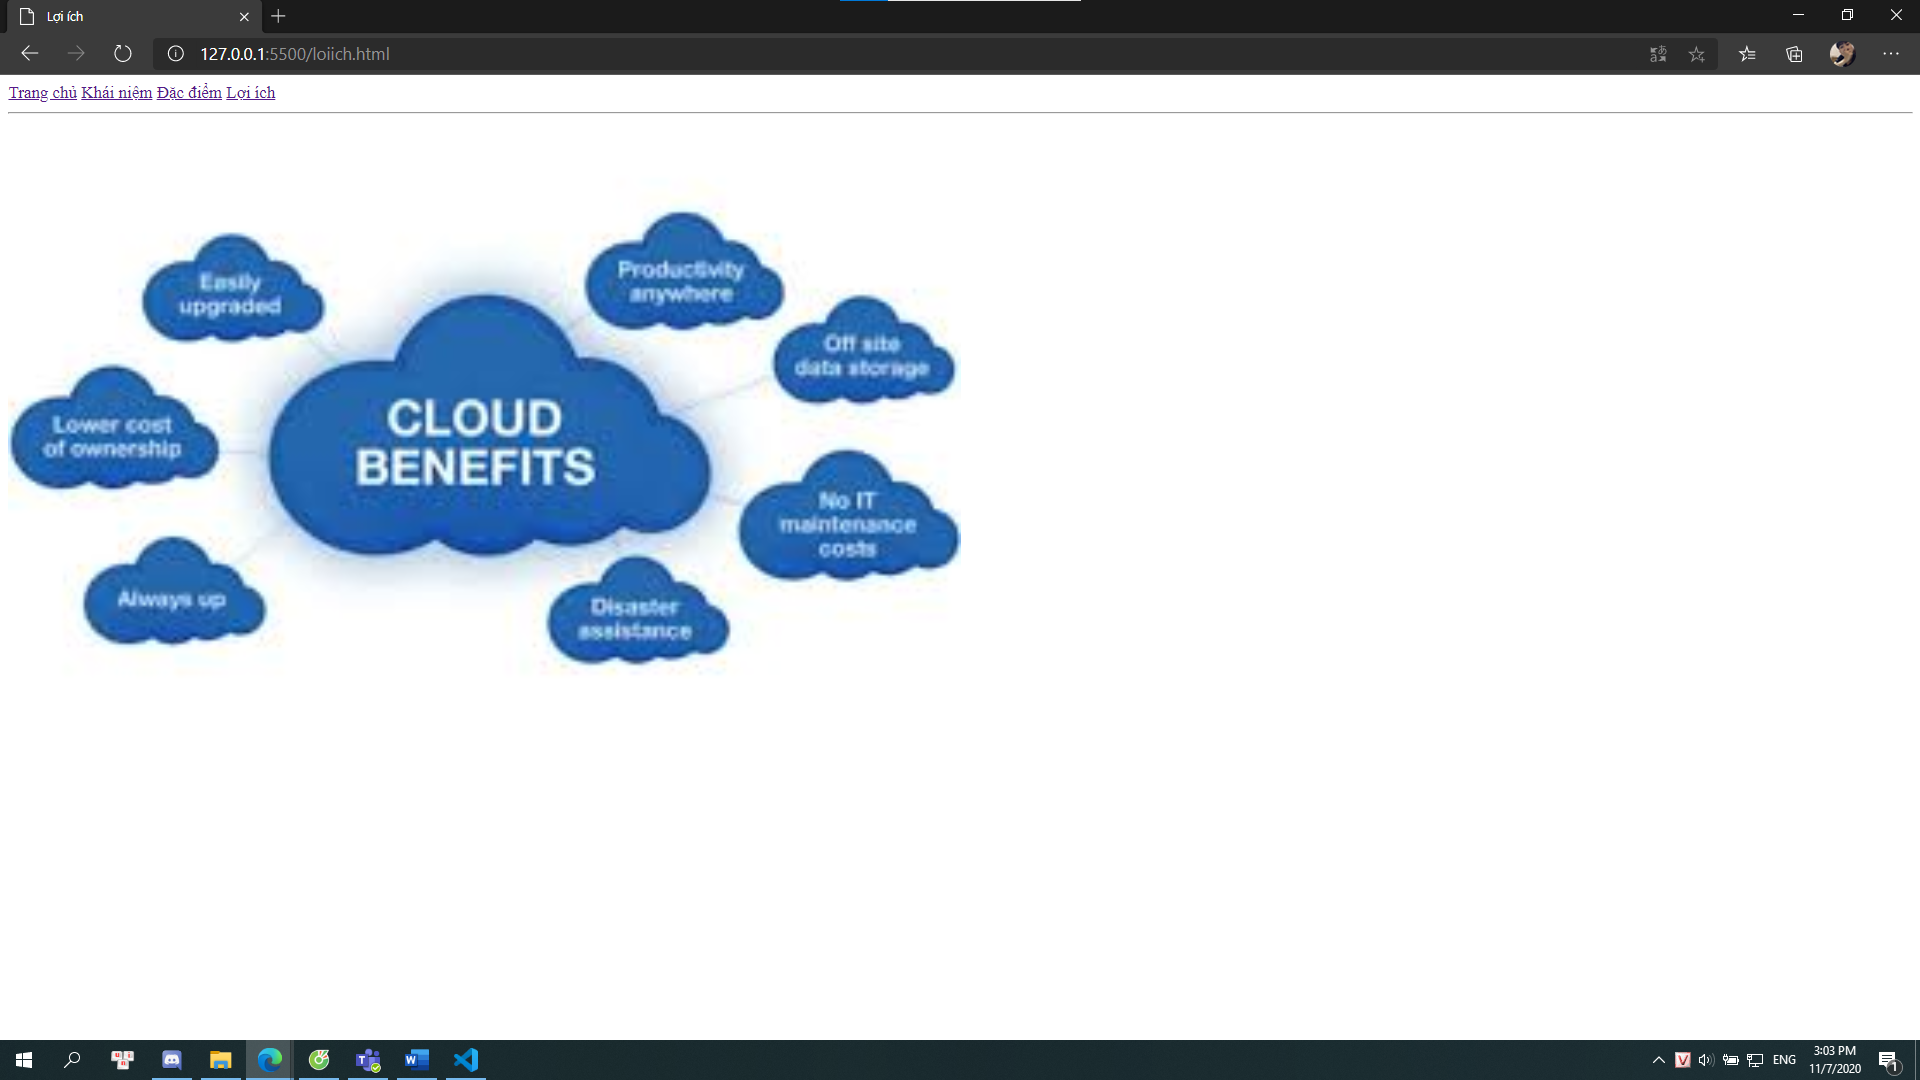 Lợi ích
127.0.0.1:5500/loiich.html
Trang chủ Khái niệm Đặc điểm Lợi ích
Easily
upgraded
Productivity
anywhere
Off site
data storage
Lower cost
of ownership
CLOUD
BENEFITS
No IT
maintenance
costs
Always up
Disaster
assistance
ENG
3:03 PM
11/7/2020
1